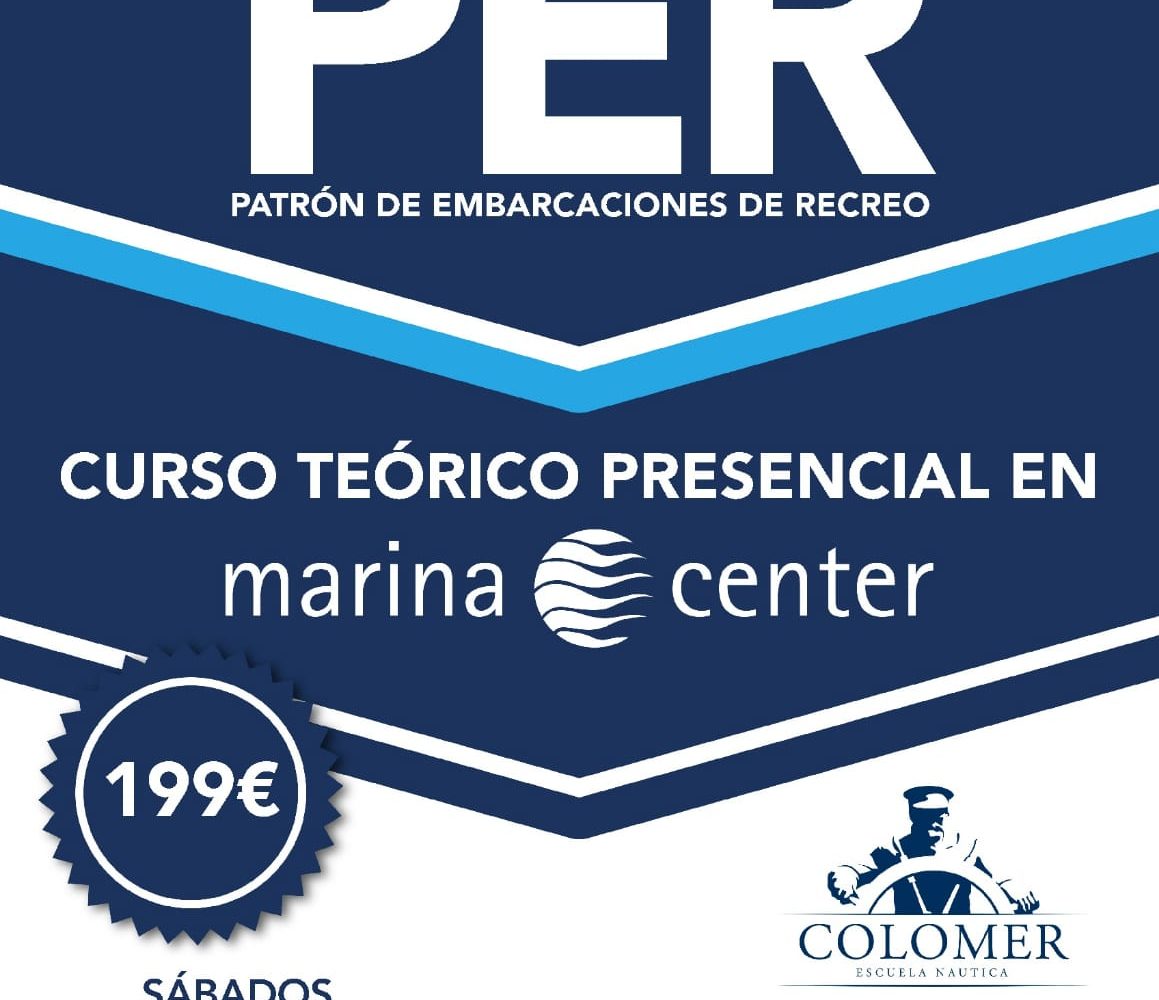 PER
PATRÓN DE EMBARCACIONES DE RECREO
CURSO TEÓRICO PRESENCIAL EN
marina center
199€
COLOMER
ESCUELA NAUTICA
SÁBADOS